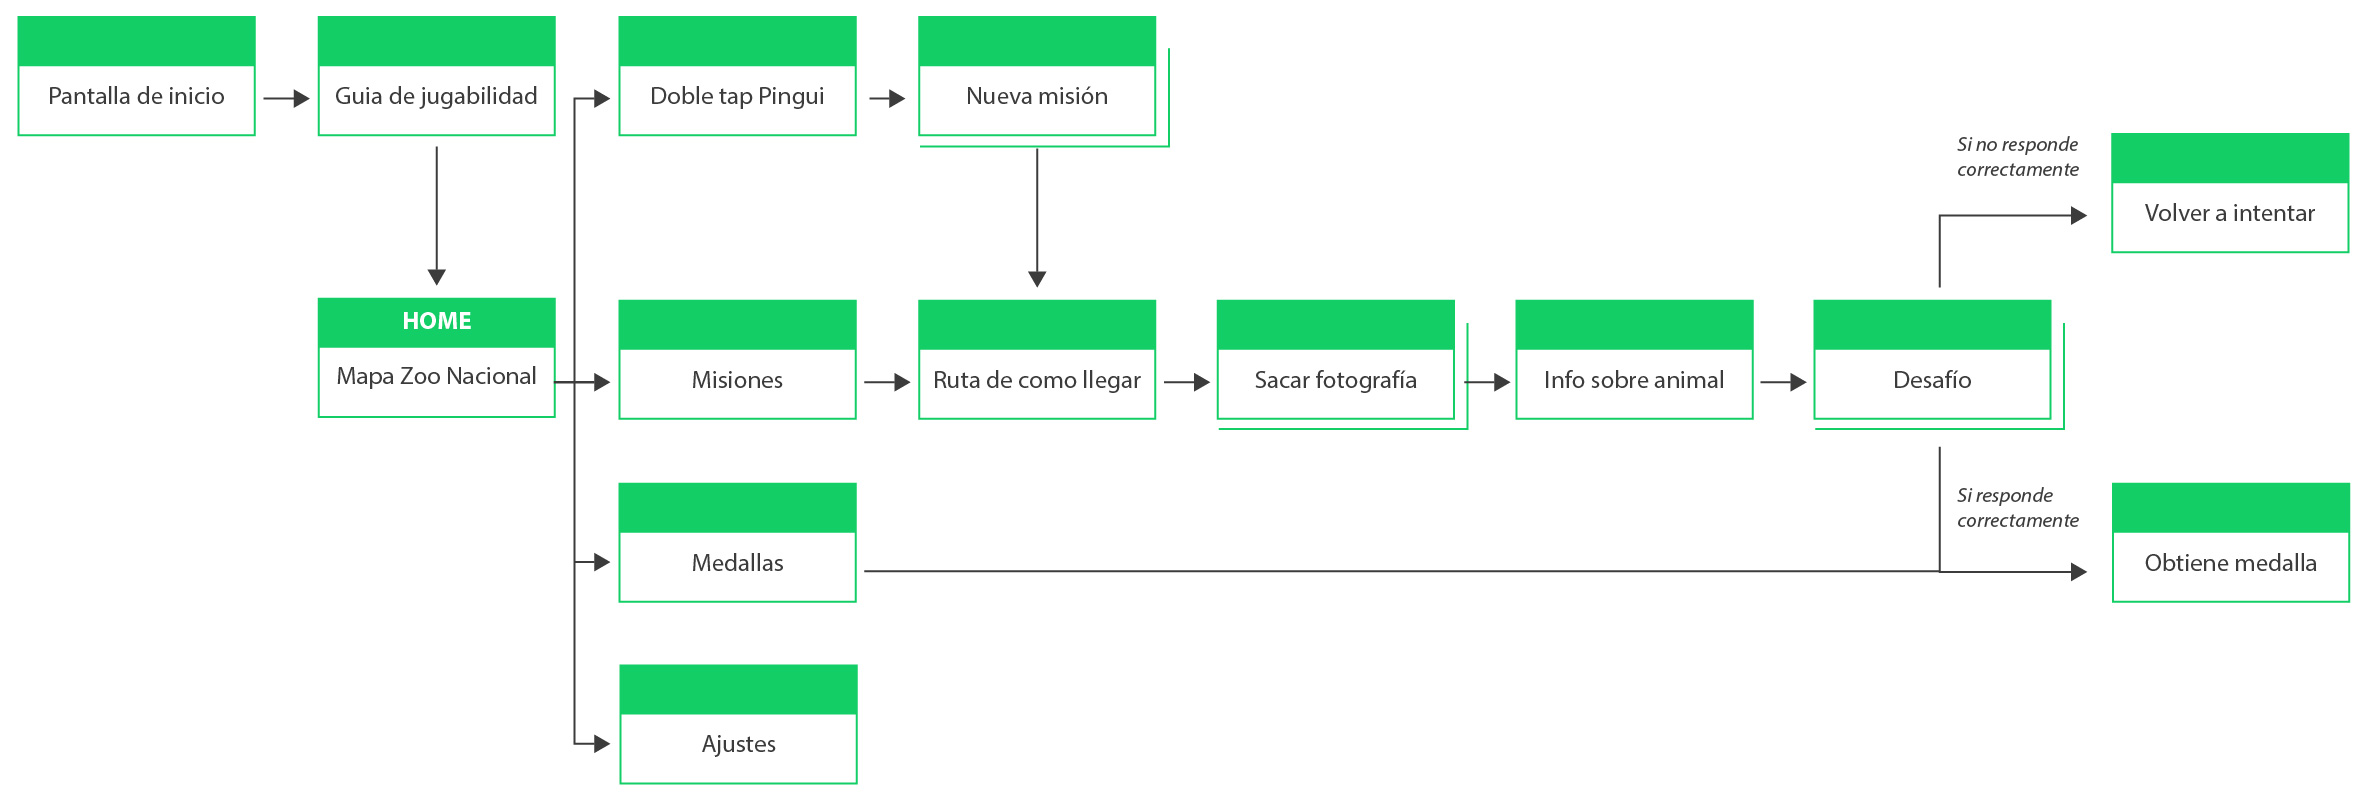 Pantalla de inicio
Guia de jugabilidad
Doble tap Pingui
Nueva misión
Si no responde
correctamente
Volver a intentar
HOME
Mapa Zoo Nacional
Misiones
Ruta de como llegar
Sacar fotografía
Info sobre animal
Desafío
Medallas
Si responde
correctamente
Obtiene medalla
Ajustes